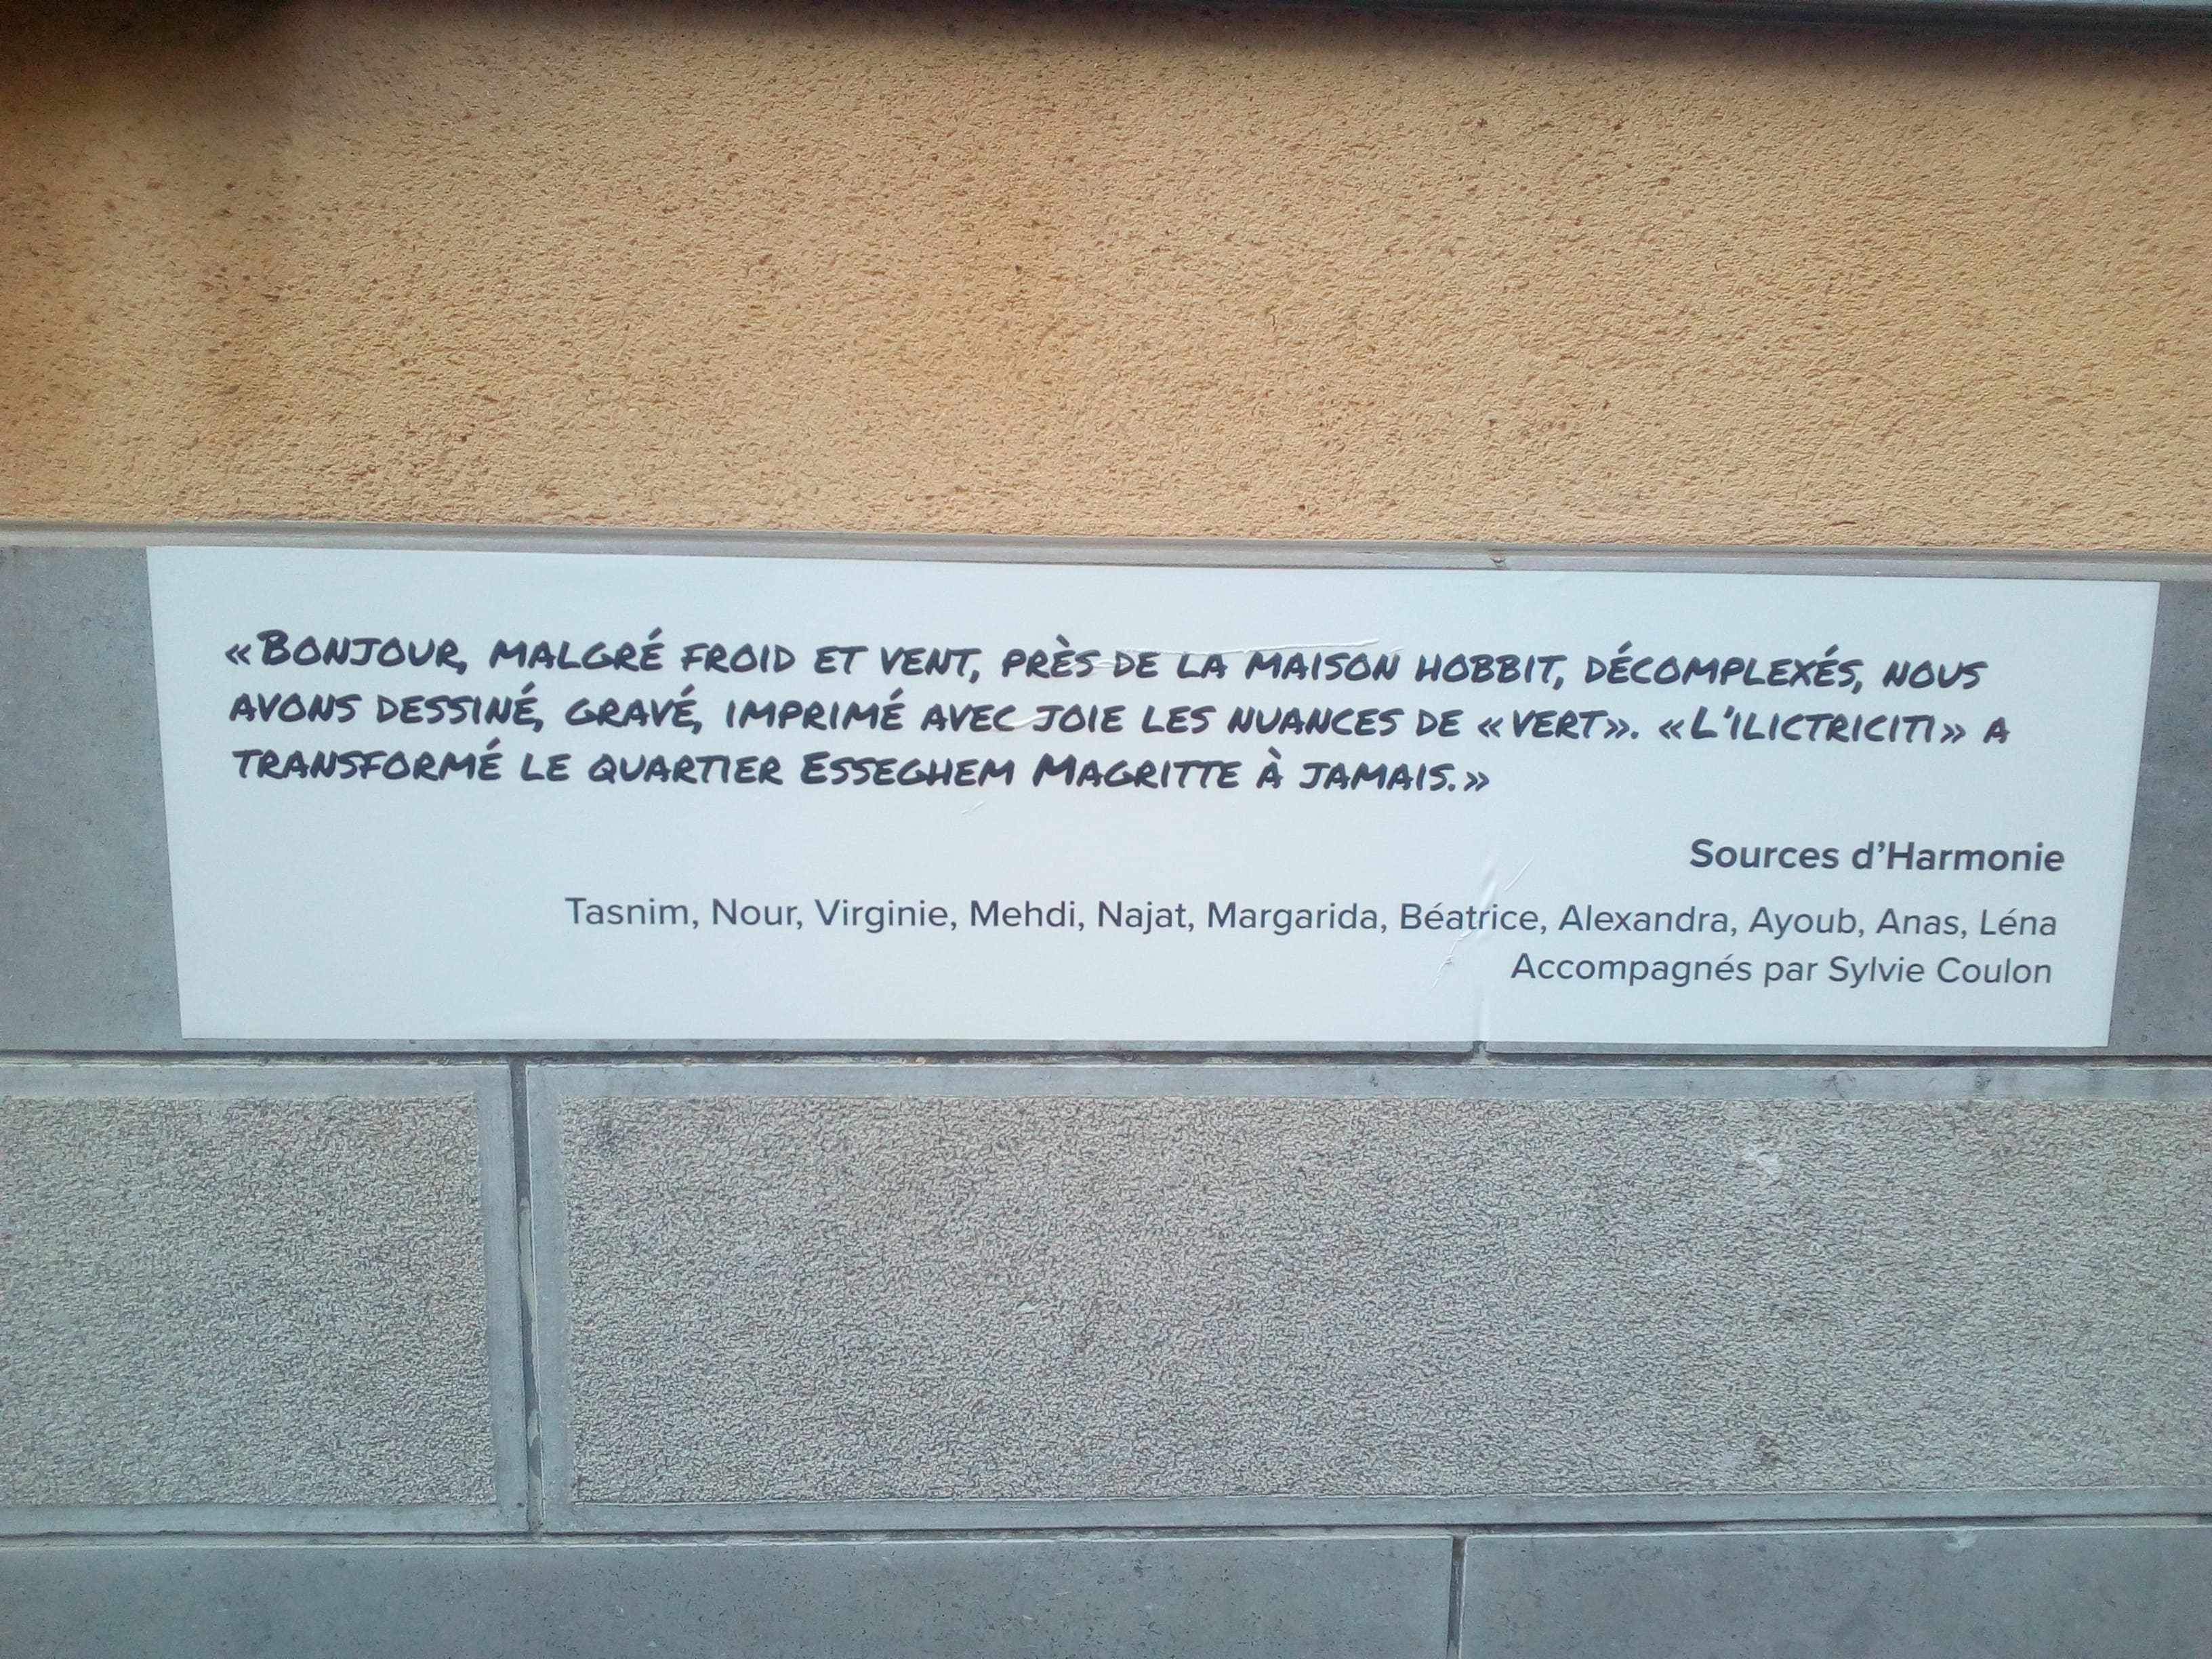 «Bonjour, malgré froid et vent, près de la maison hobbit, décomplexés, nous
avons dessiné, gravé, imprimé avec joie les nuances de «vert». «L'ilictriciti» a
transformé le quartier Esseghem Magritte à jamais.»
Sources d'Harmonie
Tasnim, Nour, Virginie, Mehdi, Najat, Margarida, Béatrice, Alexandra, Ayoub, Anas, Léna
Accompagnés par Sylvie Coulon